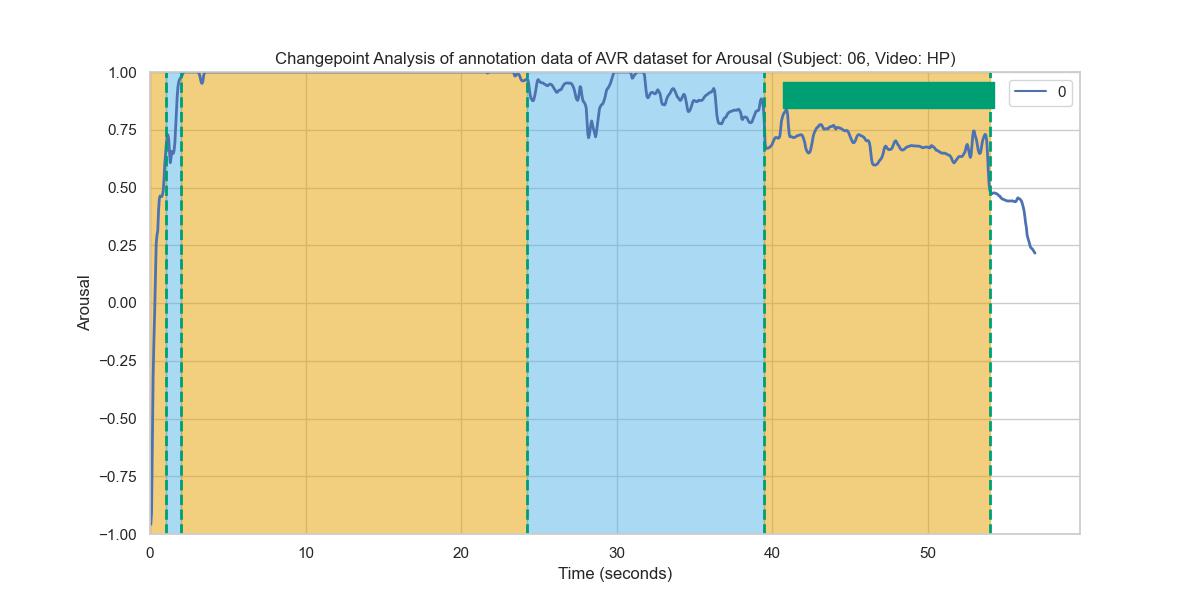 Changepoint Analysis of annotation data of AVR dataset for Arousal (Subject: 06, Video: HP)
1.00
0.75
0.50
0.25
0.00
−0.25
−0.50
−0.75
−1.00
Arousal
0
0 10 20 30 40 50
Time (seconds)